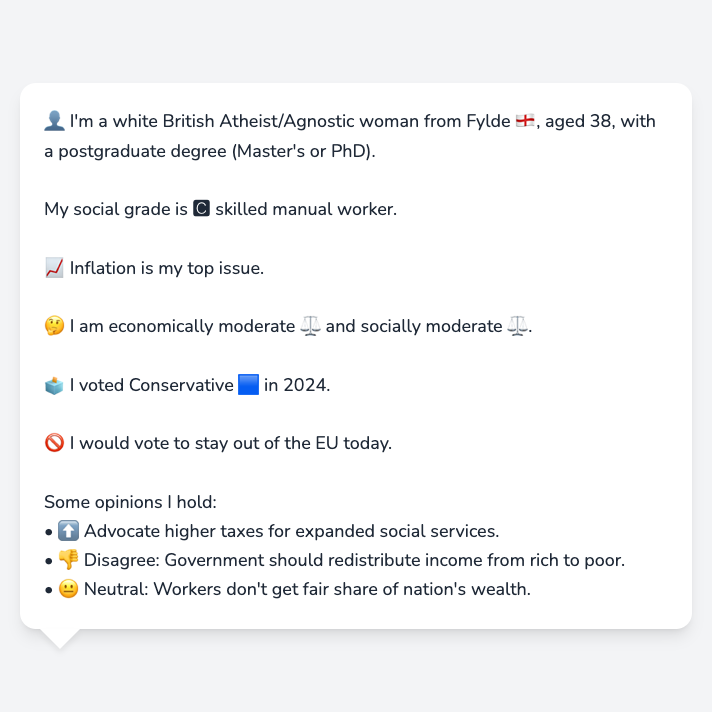 👤 I'm a white British Atheist/Agnostic woman from Fylde 🏴󠁧󠁢󠁥󠁮󠁧󠁿, aged 38, with
a postgraduate degree (Master's or PhD).
My social grade is 🅲 skilled manual worker.
📈 Inflation is my top issue.
🤔 I am economically moderate ⚖️ and socially moderate ⚖️.
🗳️ I voted Conservative 🟦 in 2024.
🚫 I would vote to stay out of the EU today.
Some opinions I hold:
• ⬆️ Advocate higher taxes for expanded social services.
• 👎 Disagree: Government should redistribute income from rich to poor.
• 😐 Neutral: Workers don't get fair share of nation's wealth.